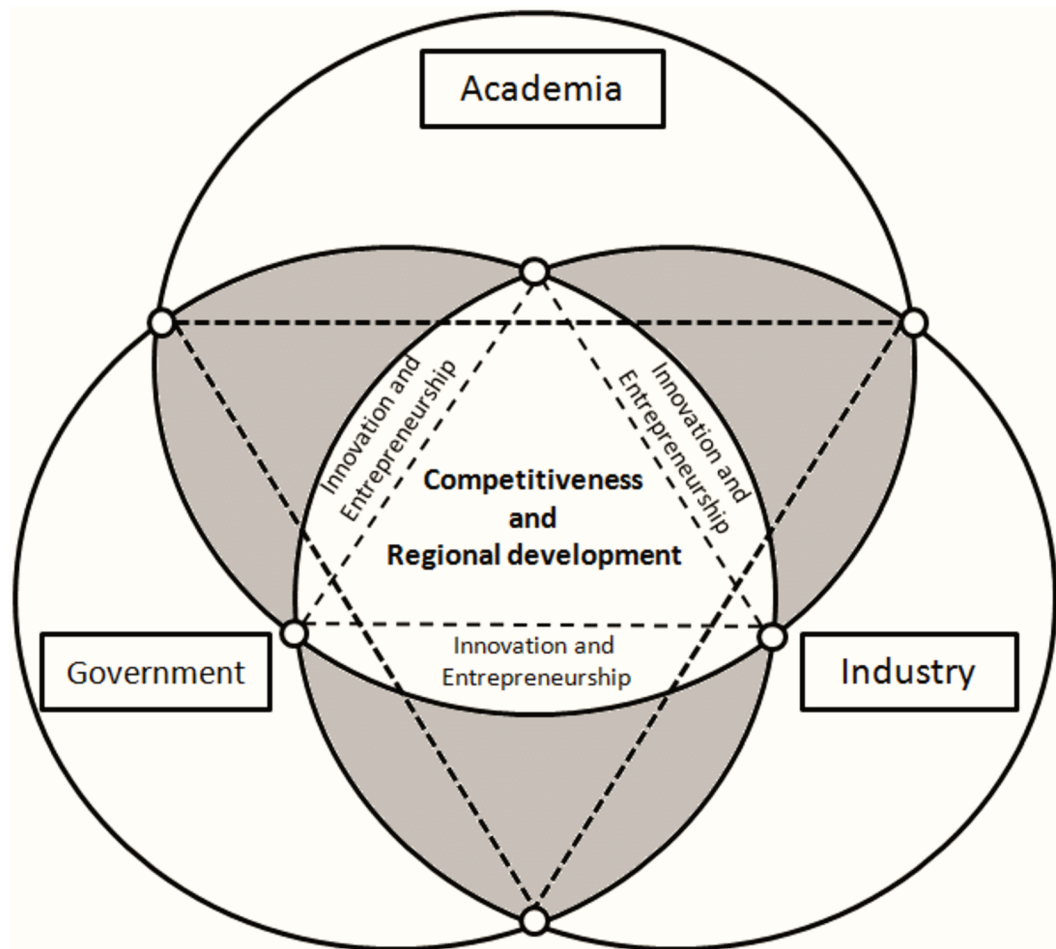 Academia
Innovation and
Entrepreneurship
Innovation and
Entrepreneurship
Competitiveness
and
Regional development
Government
Innovation and
Entrepreneurship
Industry